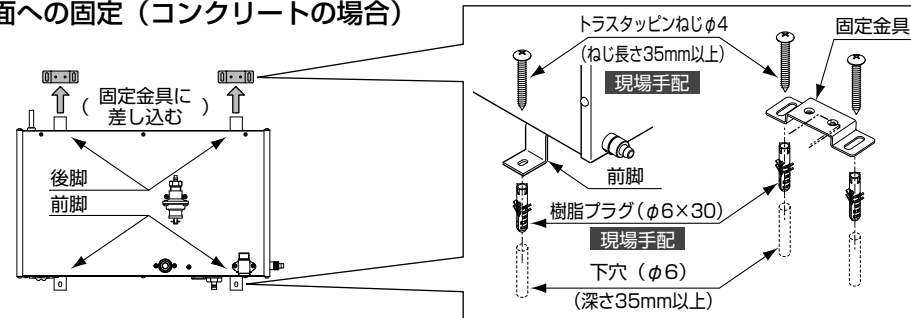 面への固定（コンクリートの場合）
固定金具に
差し込む
後脚
前脚
トラスタッピンねじφ4
（ねじ長さ35mm以上）
現場手配
固定金具
前脚
樹脂プラグ（φ6×30）
現場手配
下穴（φ6）
（深さ35mm以上）